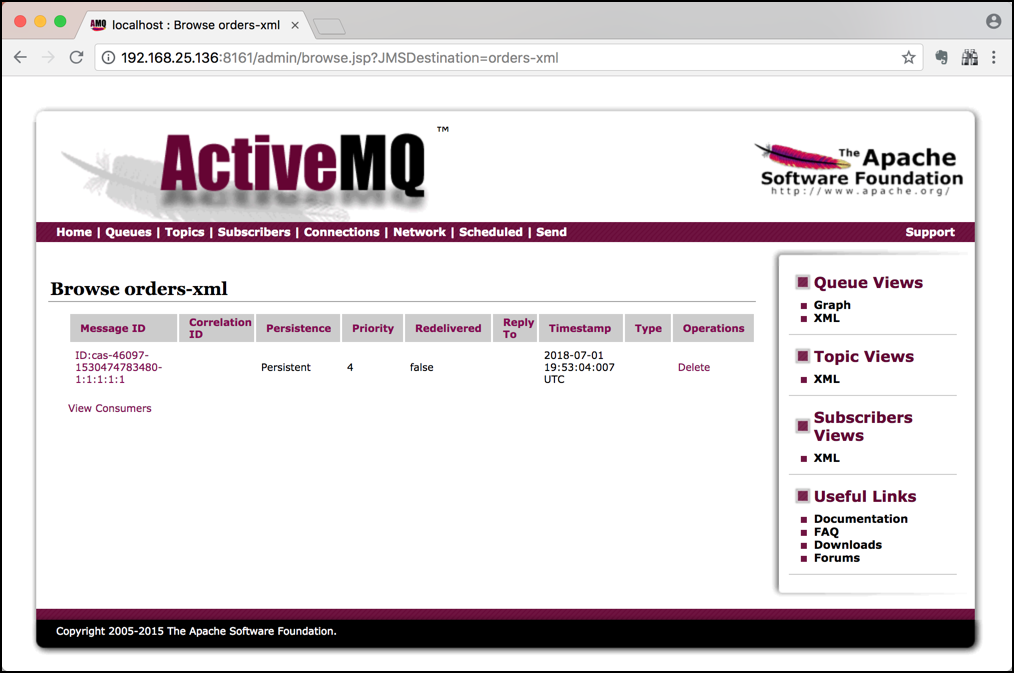 AMQ localhost : Browse orders-xml ×
192.168.25.136:8161/admin/browse.jsp?JMSDestination=orders-xml
ActiveMQ ™
The Apache
Software Foundation
http://www.apache.org/
Home | Queues | Topics | Subscribers | Connections | Network | Scheduled | Send Support
Browse orders-xml
Message ID Correlation ID Persistence Priority Redelivered Reply To Timestamp Type Operations
ID:cas-46097-
1530474783480-
1:1:1:1:1
Persistent 4 false
2018-07-01
19:53:04:007
UTC
Delete
View Consumers
Queue Views
Graph
XML
Topic Views
XML
Subscribers
Views
XML
Useful Links
Documentation
FAQ
Downloads
Forums
Copyright 2005-2015 The Apache Software Foundation.